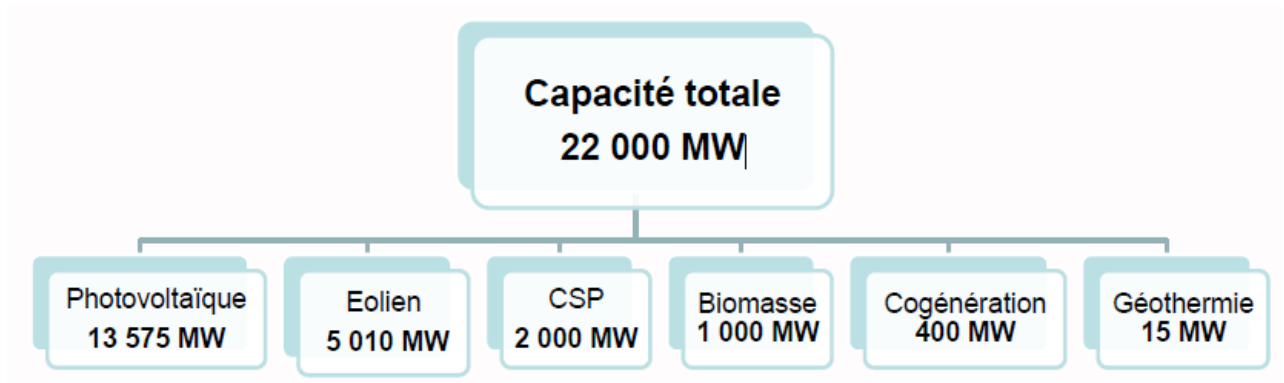 Capacité totale
22 000 MW
Photovoltaïque
13 575 MW
Eolien
5 010 MW
CSP
2 000 MW
Biomasse
1 000 MW
Cogénération
400 MW
Géothermie
15 MW